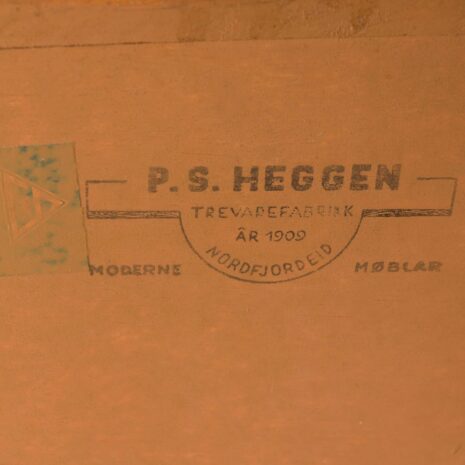 P. S. HEGGEN
TREVAREFABRIKK
ÅR 1909
NORDFJORDEID
MODERNE MØBLAR